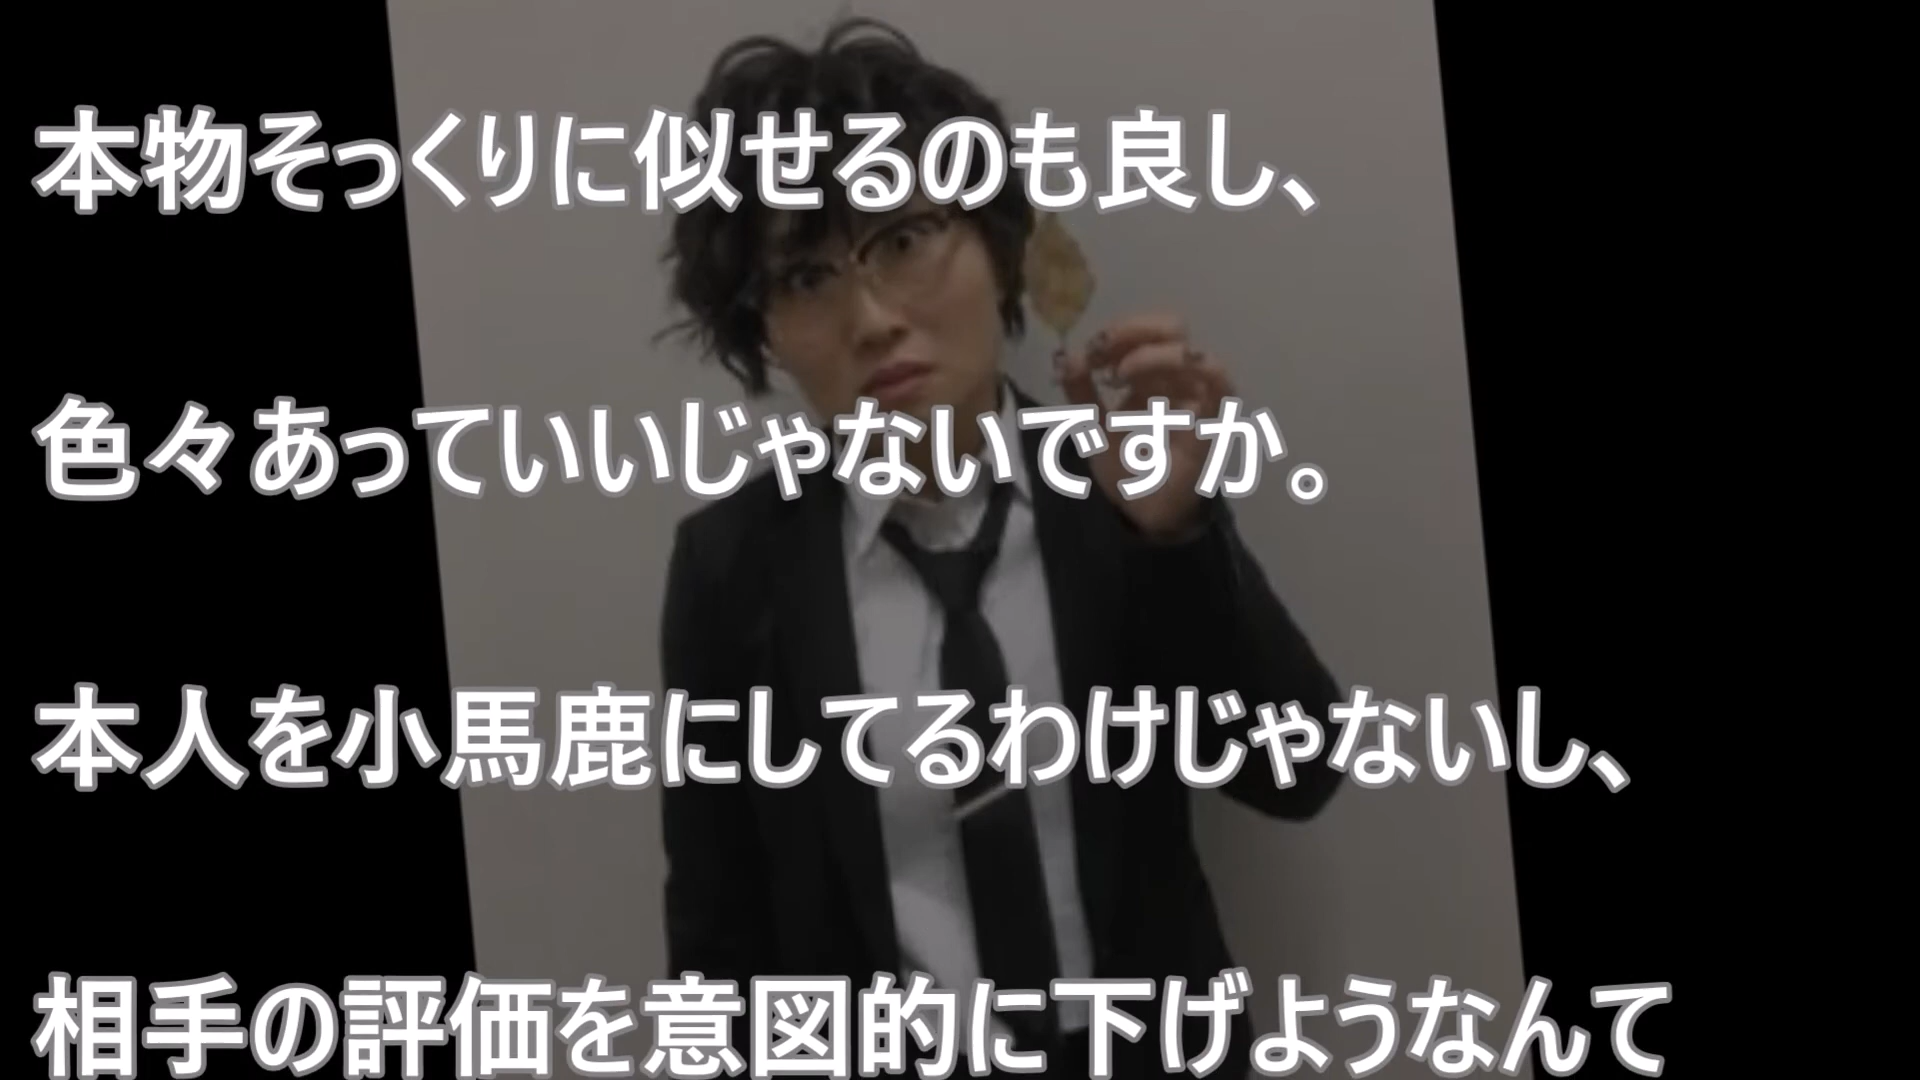 本物そっくりに似せるのも良し、
色々あっていいじゃないですか。
本人を小馬鹿にしてるわけじゃないし、
相手の評価を意図的に下げようなんて